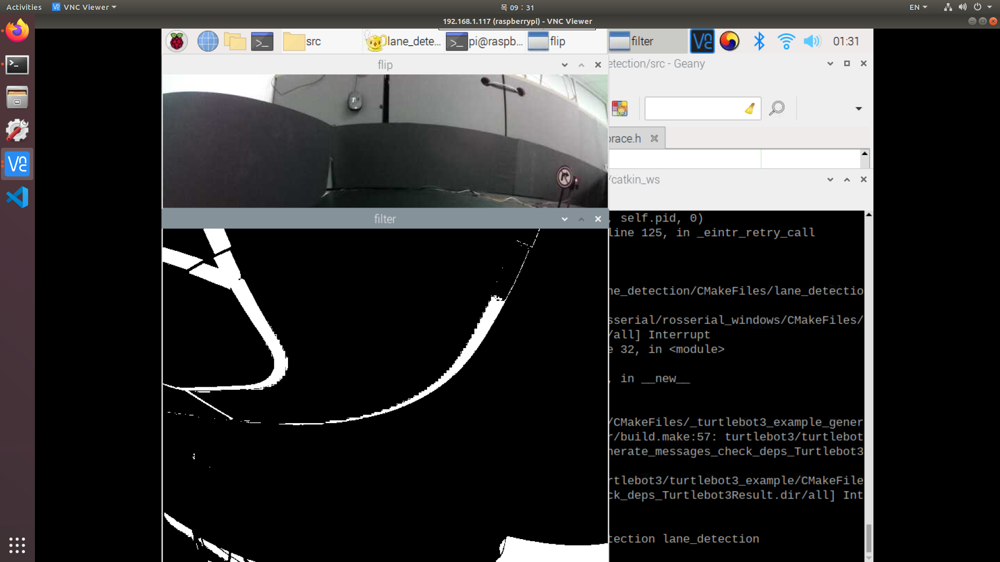 Activities VNC Viewer 목 09 : 31 EN
192.168.1.117 (raspberrypi) - VNC Viewer
src lane_dete... pi@raspb... flip filter 01:31
flip
etection/src - Geany
orace.h
/catkin_ws
filter
, self.pid, 0)
line 125, in _eintr_retry_call
ne_detection/CMakeFiles/lane_detectio
sserial/rosserial_windows/CMakeFiles/
/all] Interrupt
e 32, in <module>
, in __new__
/CMakeFiles/_turtlebot3_example_gener
r/build.make:57: turtlebot3/turtlebot
nerate_messages_check_deps_Turtlebot3
rtlebot3/turtlebot3_example/CMakeFile
ck_deps_Turtlebot3Result.dir/all] Int
tection lane_detection